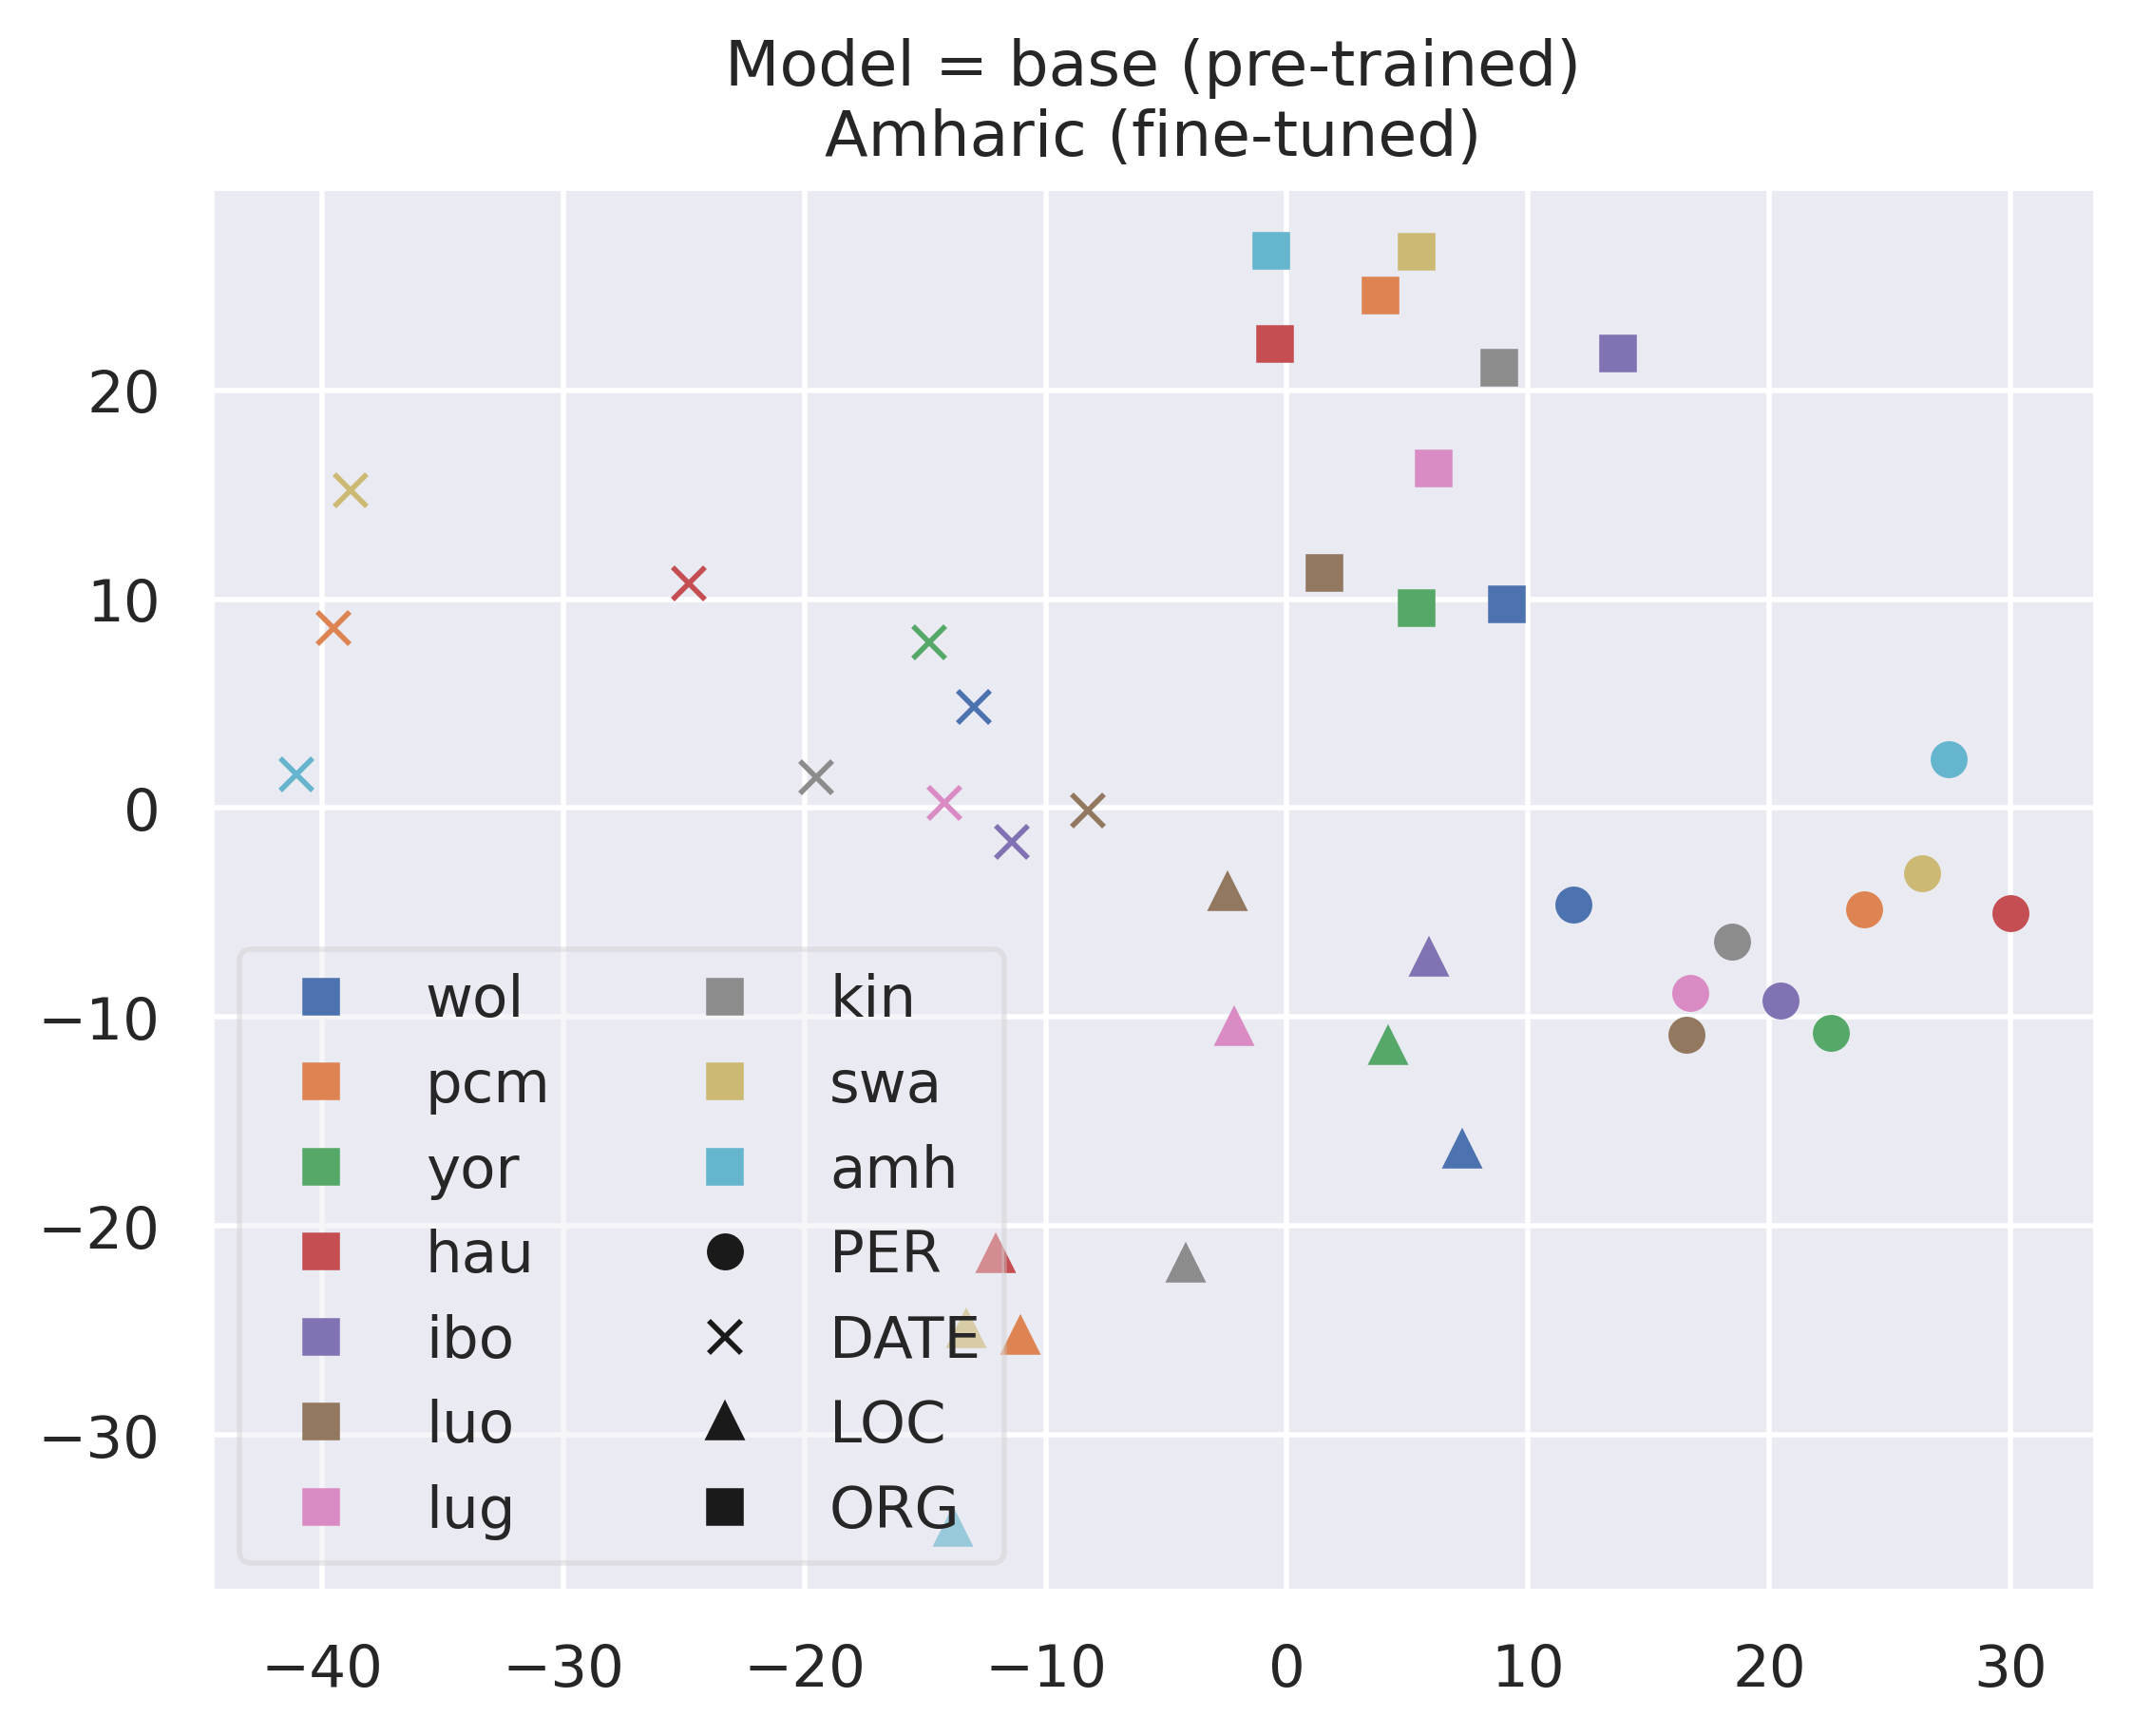 Model = base (pre-trained)
Amharic (fine-tuned)
20
10
0
−10
−20
−30
wol
pcm
yor
hau
ibo
luo
lug
kin
swa
amh
PER
DATE
LOC
ORG
−40
−30
−20
−10
0
10
20
30